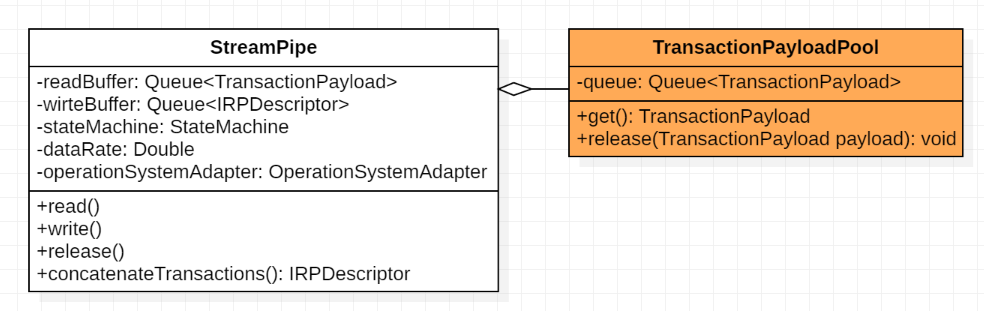 StreamPipe
-readBuffer: Queue<TransactionPayload>
-wirteBuffer: Queue<IRPDescriptor>
-stateMachine: StateMachine
-dataRate: Double
-operationSystemAdapter: OperationSystemAdapter
+read()
+write()
+release()
+concatenateTransactions(): IRPDescriptor
TransactionPayloadPool
-queue: Queue<TransactionPayload>
+get(): TransactionPayload
+release(TransactionPayload payload): void